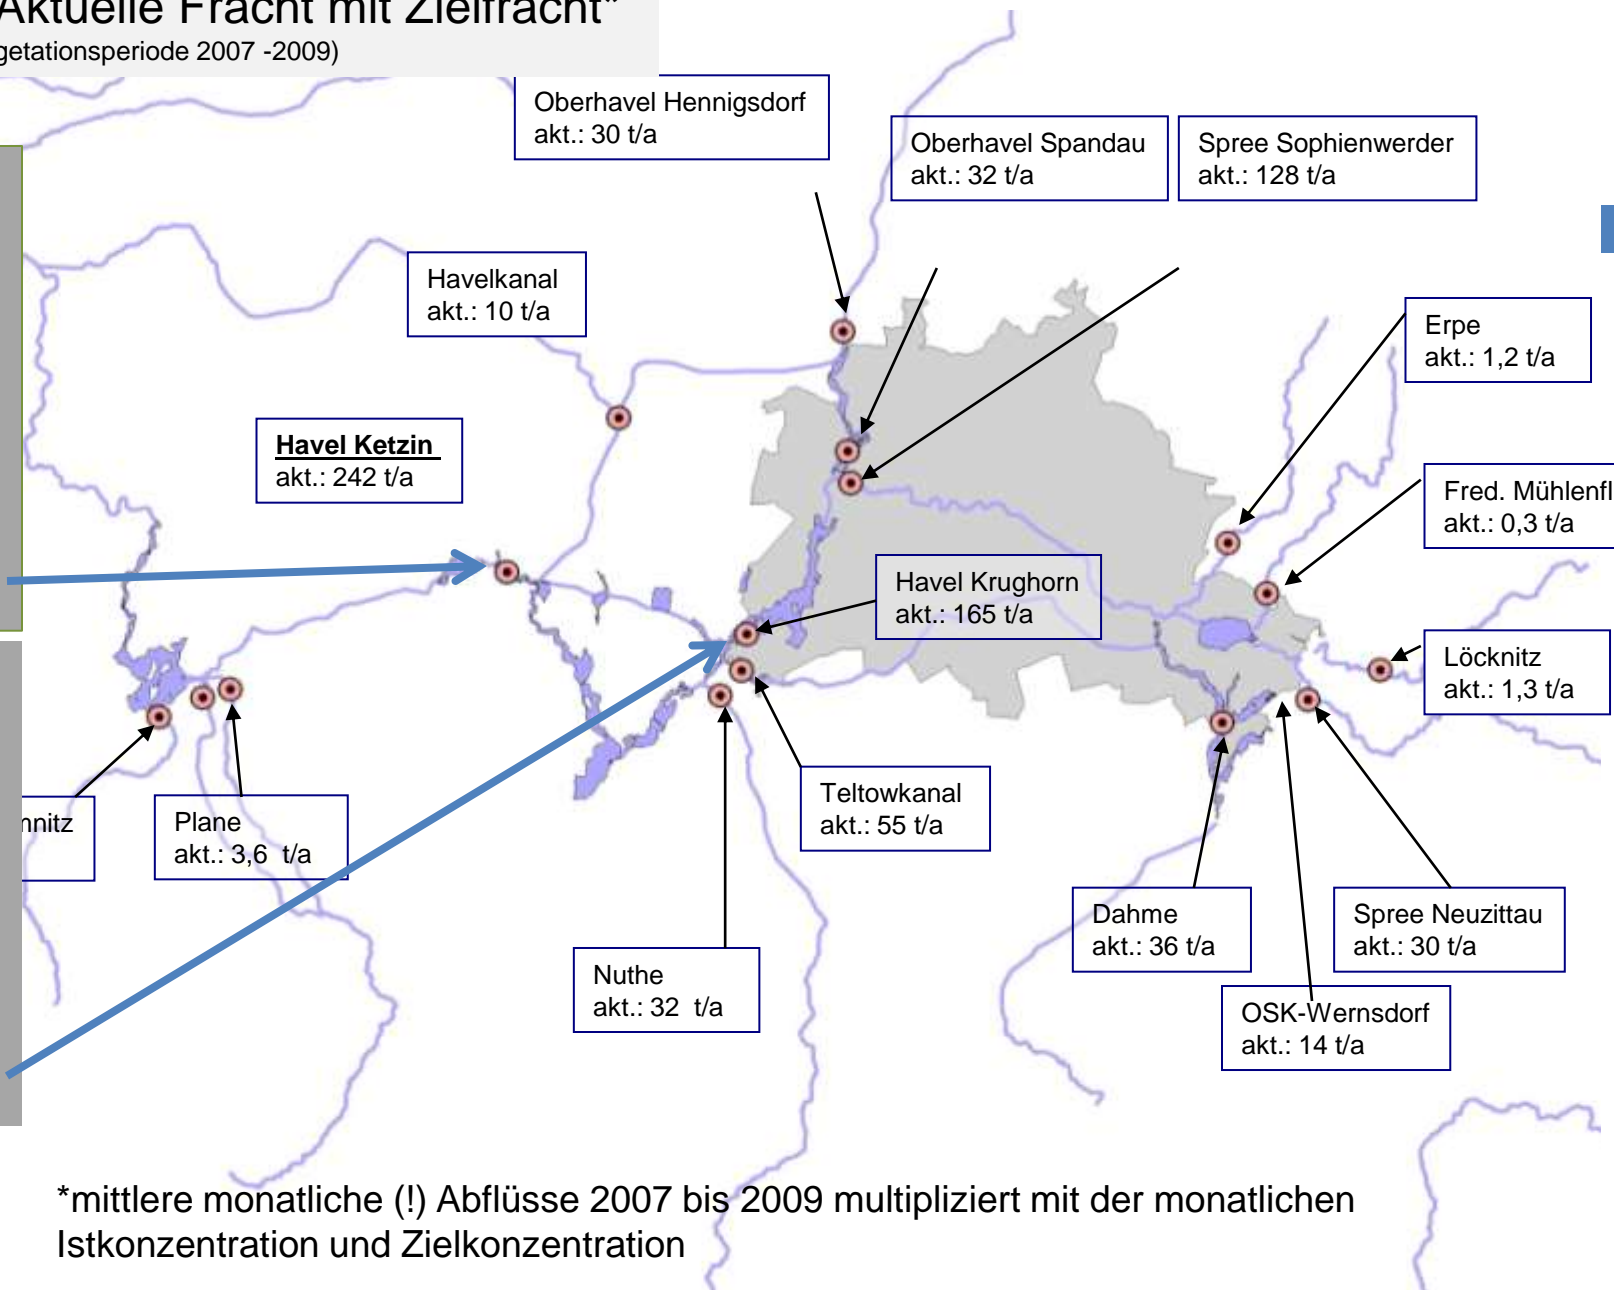 Aktuelle Fracht mit Zielfracht*
getationsperiode 2007 -2009)
Oberhavel Hennigsdorf
akt.: 30 t/a
Oberhavel Spandau
akt.: 32 t/a
Spree Sophienwerder
akt.: 128 t/a
Havelkanal
akt.: 10 t/a
Erpe
akt.: 1,2 t/a
Havel Ketzin
akt.: 242 t/a
Fred. Mühlenfl
akt.: 0,3 t/a
Havel Krughorn
akt.: 165 t/a
Löcknitz
akt.: 1,3 t/a
Teltowkanal
akt.: 55 t/a
nnitz
Plane
akt.: 3,6 t/a
Dahme
akt.: 36 t/a
Spree Neuzittau
akt.: 30 t/a
Nuthe
akt.: 32 t/a
OSK-Wernsdorf
akt.: 14 t/a
*mittlere monatliche (!) Abflüsse 2007 bis 2009 multipliziert mit der monatlichen
Istkonzentration und Zielkonzentration